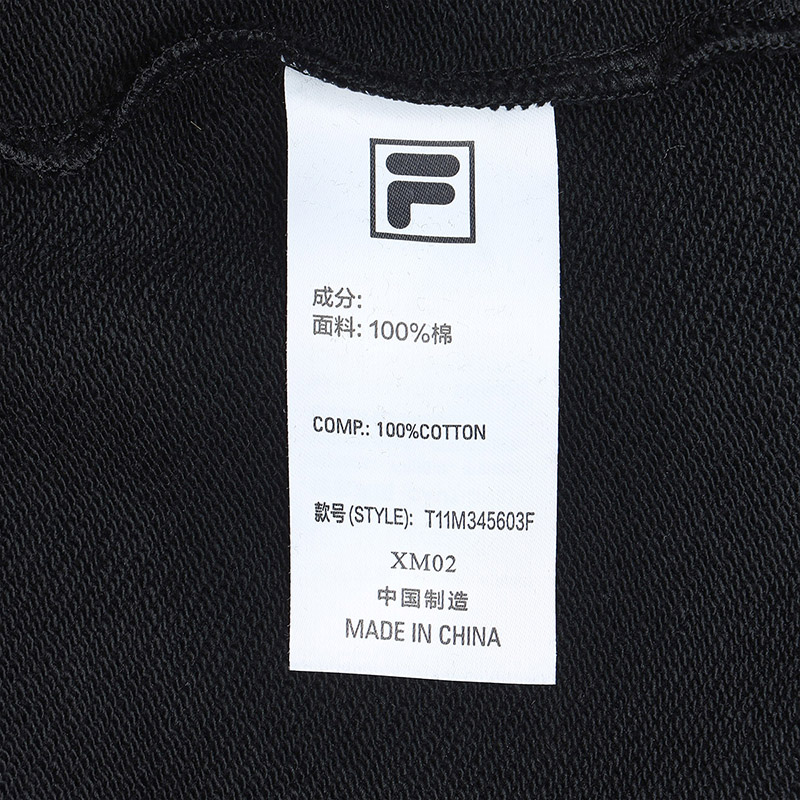 F
成分:
面料: 100%棉
COMP.: 100%COTTON
款号(STYLE): T11M345603F
XM02
中国制造
MADE IN CHINA